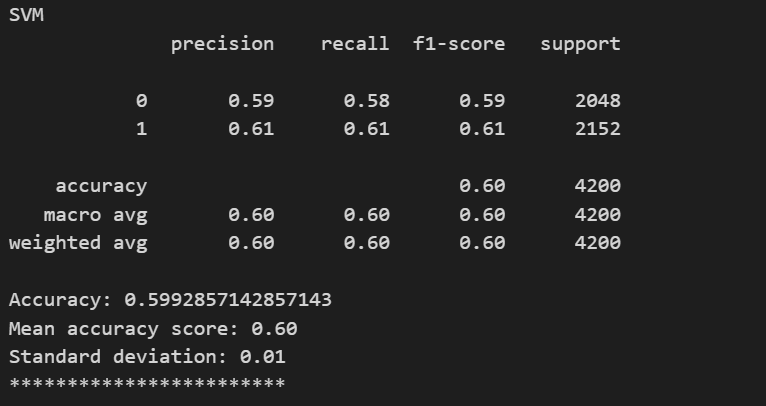 SVM
precision recall f1-score support
0 0.59 0.58 0.59 2048
1 0.61 0.61 0.61 2152
accuracy 0.60 4200
macro avg 0.60 0.60 0.60 4200
weighted avg 0.60 0.60 0.60 4200
Accuracy: 0.5992857142857143
Mean accuracy score: 0.60
Standard deviation: 0.01
************************